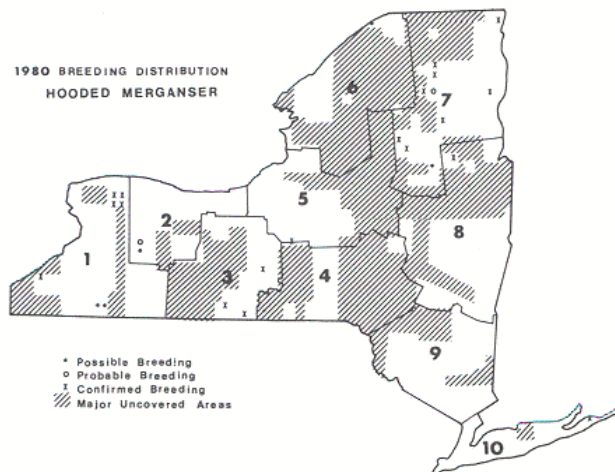 1980 BREEDING DISTRIBUTION
HOODED MERGANSER
6
7
5
2
1
8
3
4
9
• Possible Breeding
o Probable Breeding
x Confirmed Breeding
Major Uncovered Areas
10